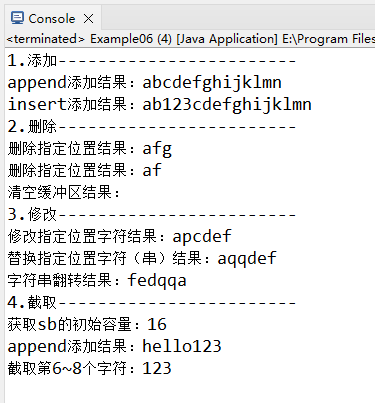 Console
<terminated> Example06 (4) [Java Application] E:\Program Files
1.添加------------------------
append添加结果：abcdefghijklmn
insert添加结果：ab123cdefghijklmn
2.删除------------------------
删除指定位置结果：afg
删除指定位置结果：af
清空缓冲区结果：
3.修改------------------------
修改指定位置字符结果：apcdef
替换指定位置字符（串）结果：aqqdef
字符串翻转结果：fedqqa
4.截取------------------------
获取sb的初始容量：16
append添加结果：hello123
截取第6~8个字符：123